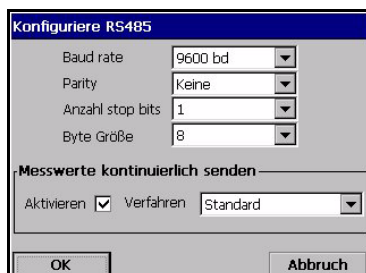 Konfiguriere RS485
Baud rate 9600 bd
Parity Keine
Anzahl stop bits 1
Byte Größe 8
Messwerte kontinuierlich senden
Aktivieren Verfahren Standard
OK Abbruch